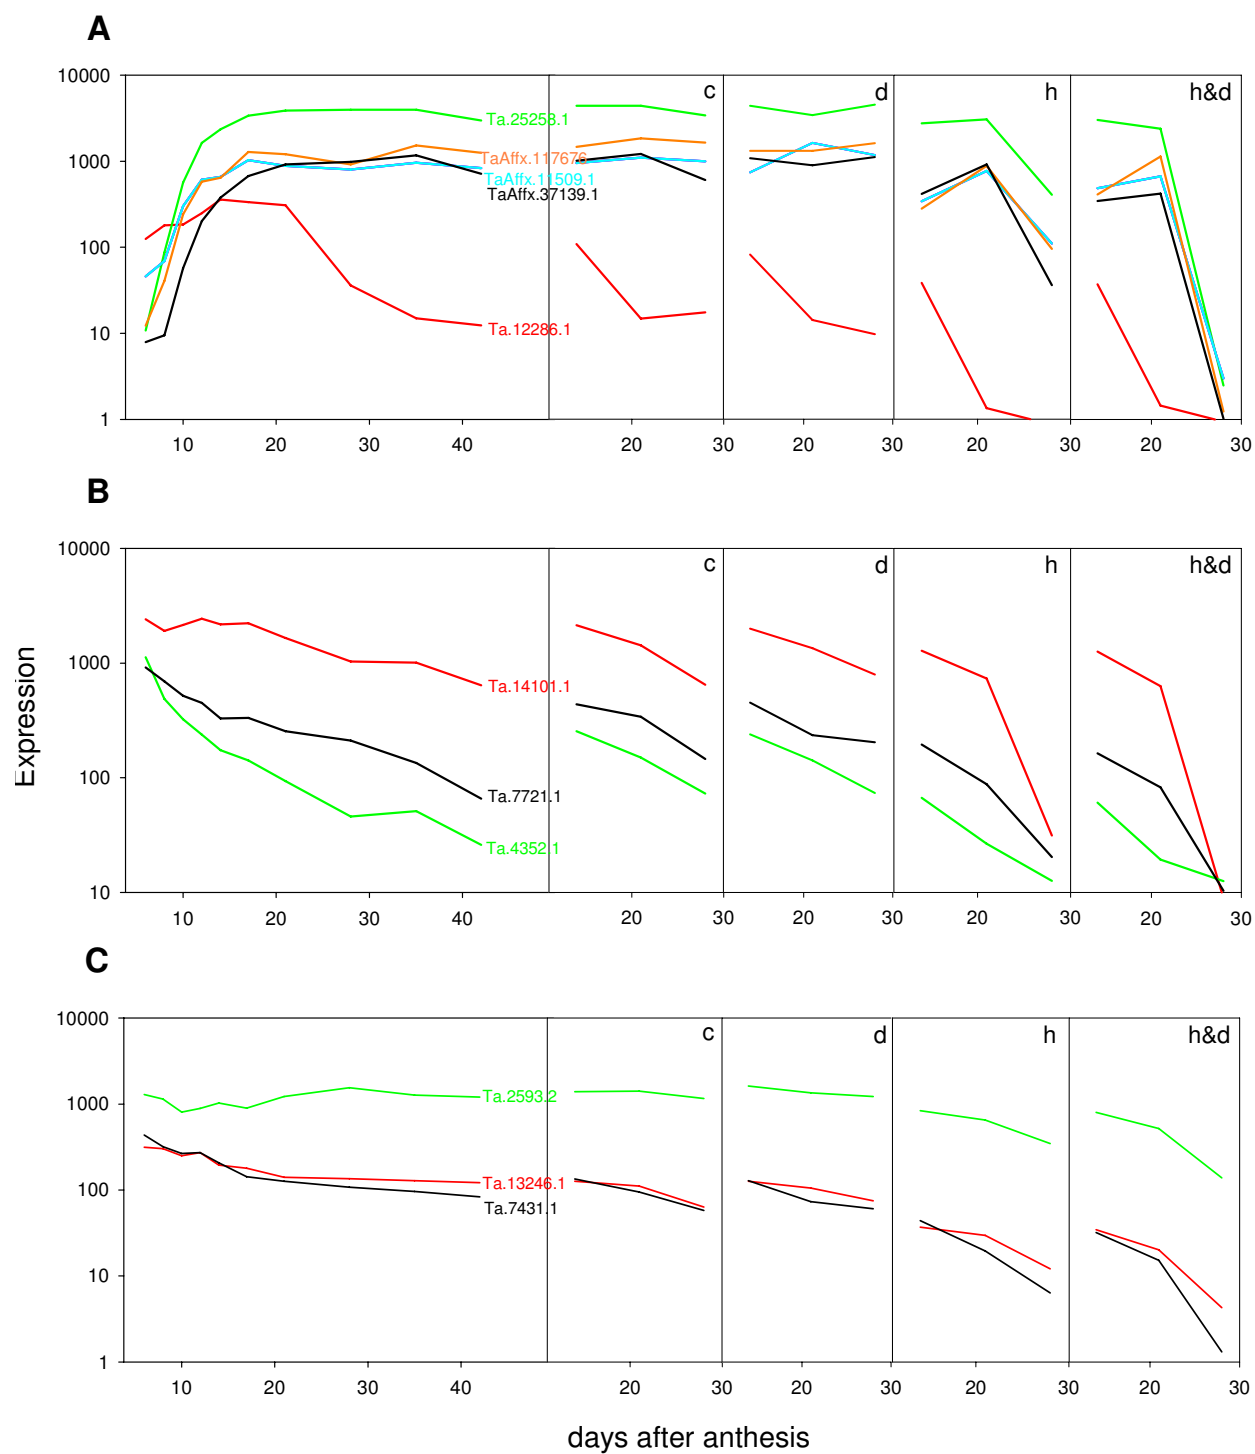 A
10000
1000
100
10
1
c
d
h
h&d
Ta.25258.1
TaAffx.117676
TaAffx.11509.1
TaAffx.37139.1
Ta.12286.1
10 20 30 40 20 30 20 30 20 30 20 30
B
10000
1000
100
10
c
d
h
h&d
Ta.14101.1
Ta.7721.1
Ta.4352.1
10 20 30 40 20 30 20 30 20 30 20 30
Expression
C
10000
1000
100
10
1
c
d
h
h&d
Ta.2593.2
Ta.13246.1
Ta.7431.1
10 20 30 40 20 30 20 30 20 30 20 30
days after anthesis